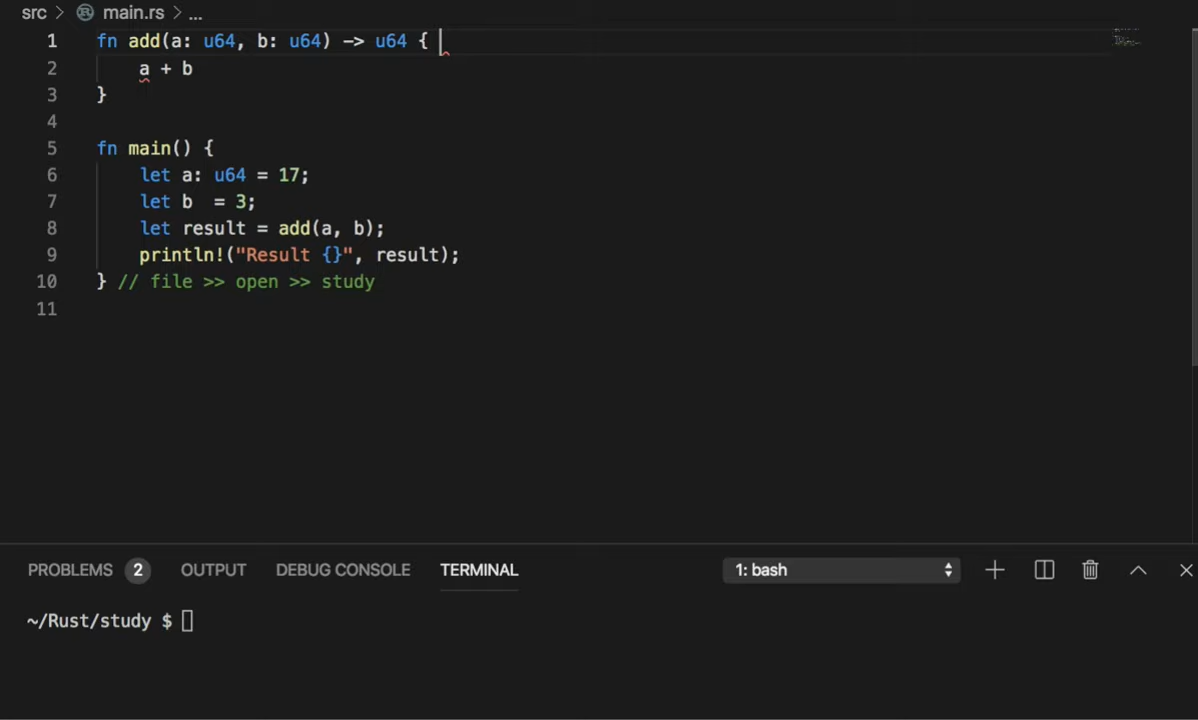 src > main.rs > ...
1 fn add(a: u64, b: u64) -> u64 {
2     a + b
3 }
4
5 fn main() {
6     let a: u64 = 17;
7     let b  = 3;
8     let result = add(a, b);
9     println!("Result {}", result);
10 } // file >> open >> study
11
PROBLEMS 2 OUTPUT DEBUG CONSOLE TERMINAL 1: bash
~/Rust/study $